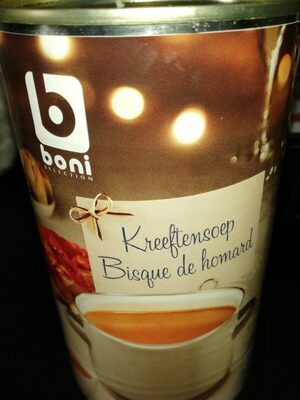 b
boni
SELECTION
Kreeftensoep
Bisque de homard